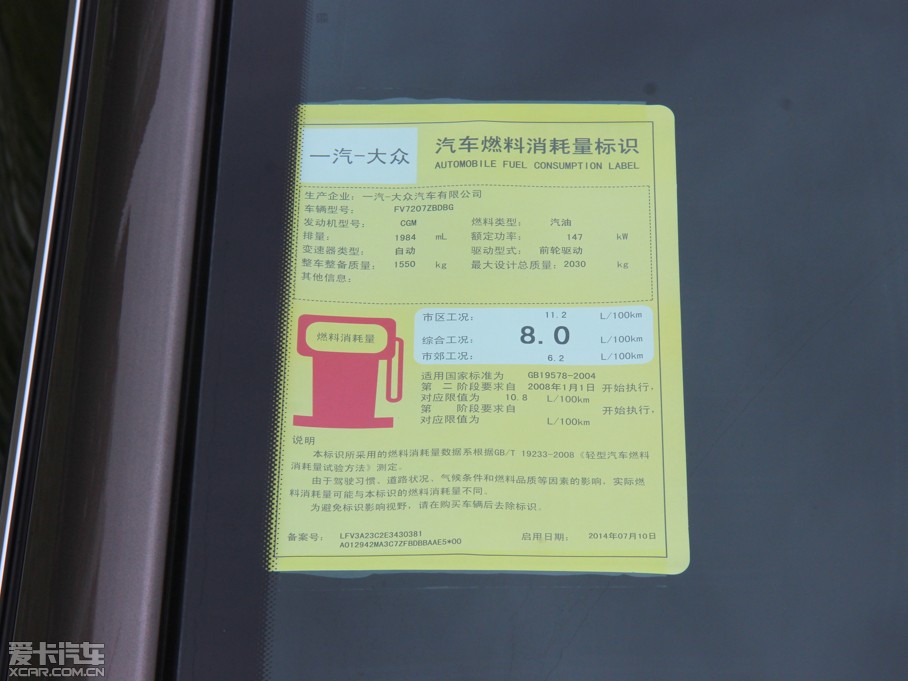 一汽-大众
汽车燃料消耗量标识
AUTOMOBILE FUEL CONSUMPTION LABEL
生产企业: 一汽-大众汽车有限公司
车辆型号: FV7207ZBDBG
发动机型号: CGM 燃料类型: 汽油
排量: 1984 mL 额定功率: 147 kW
变速器类型: 自动 驱动型式: 前轮驱动
整车整备质量: 1550 kg 最大设计总质量: 2030 kg
其他信息:
燃料消耗量
市区工况: 11.2 L/100km
综合工况: 8.0 L/100km
市郊工况: 6.2 L/100km
适用国家标准为 GB19578-2004
第 二 阶段要求自 2008年1月1日 开始执行,
对应限值为 10.8 L/100km
第 阶段要求自 开始执行,
对应限值为 L/100km
说明
本标识所采用的燃料消耗量数据系根据GB/T 19233-2008《轻型汽车燃料
消耗量试验方法》测定。
由于驾驶习惯、道路状况、气候条件和燃料品质等因素的影响, 实际燃
料消耗量可能与本标识的燃料消耗量不同。
为避免标识影响视野, 请在购买车辆后去除标识。
备案号: LFV3A23C2E3430381
A012942MA3C7ZFBDBBAAE5*00
启用日期: 2014年07月10日
爱卡汽车
XCAR.COM.CN